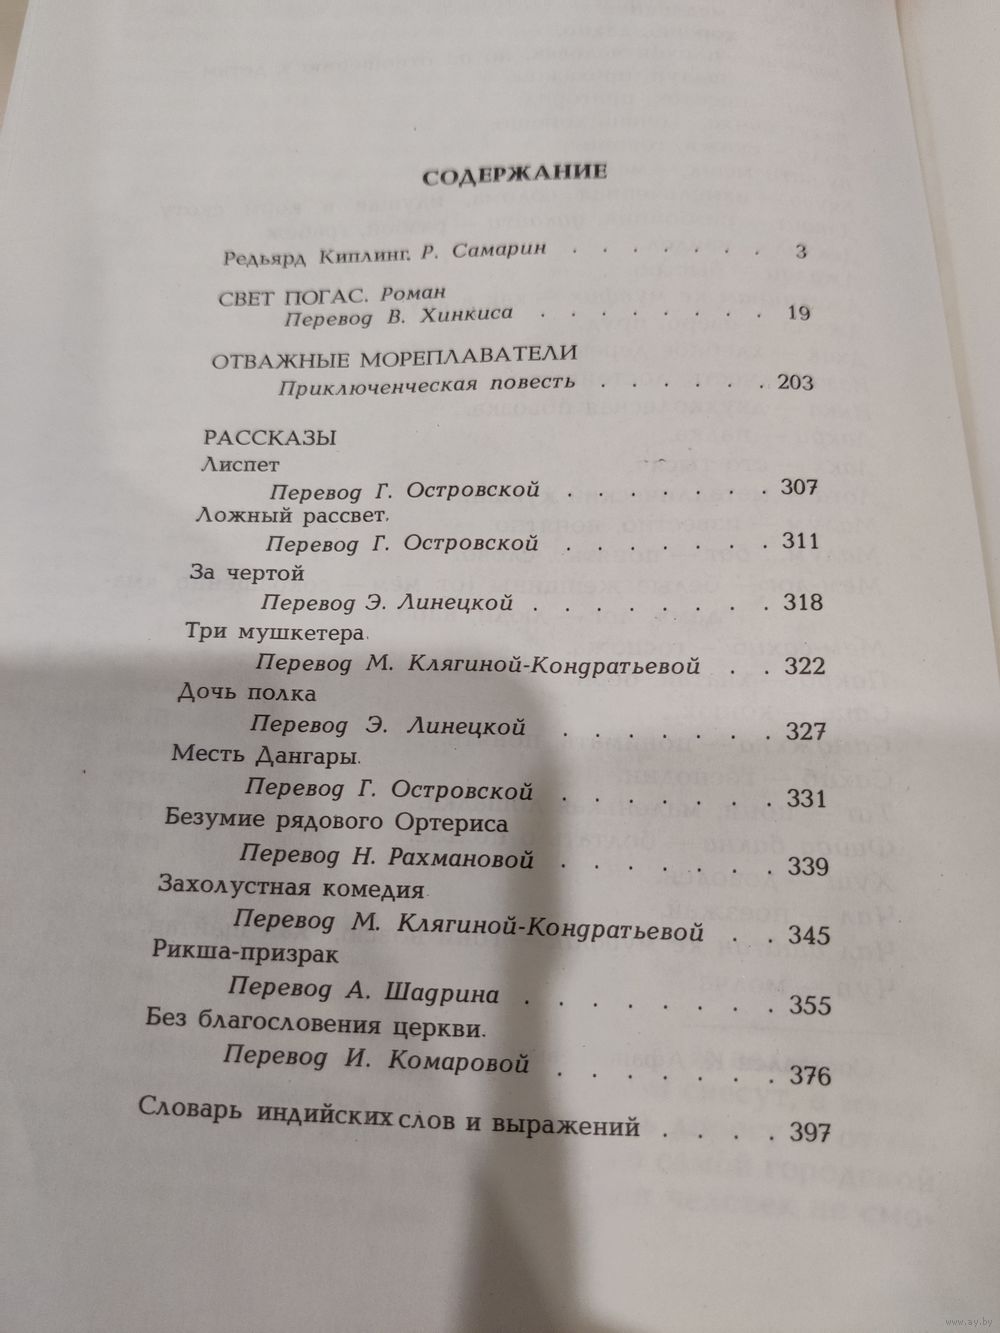 СОДЕРЖАНИЕ
Редьярд Киплинг. Р. Самарин . . . . . . . 3
СВЕТ ПОГАС. Роман
Перевод В. Хинкиса . . . . . . . . 19
ОТВАЖНЫЕ МОРЕПЛАВАТЕЛИ
Приключенческая повесть . . . . . . 203
РАССКАЗЫ
Лиспет
Перевод Г. Островской . . . . . . . 307
Ложный рассвет.
Перевод Г. Островской . . . . . . . 311
За чертой
Перевод Э. Линецкой . . . . . . . . 318
Три мушкетера.
Перевод М. Клягиной-Кондратьевой . . 322
Дочь полка
Перевод Э. Линецкой . . . . . . . 327
Месть Дангары.
Перевод Г. Островской . . . . . . . 331
Безумие рядового Ортериса
Перевод Н. Рахмановой . . . . . . . 339
Захолустная комедия.
Перевод М. Клягиной-Кондратьевой . . 345
Рикша-призрак
Перевод А. Шадрина . . . . . . . . 355
Без благословения церкви.
Перевод И. Комаровой . . . . . . . 376
Словарь индийских слов и выражений . . . . 397
www.ay.by